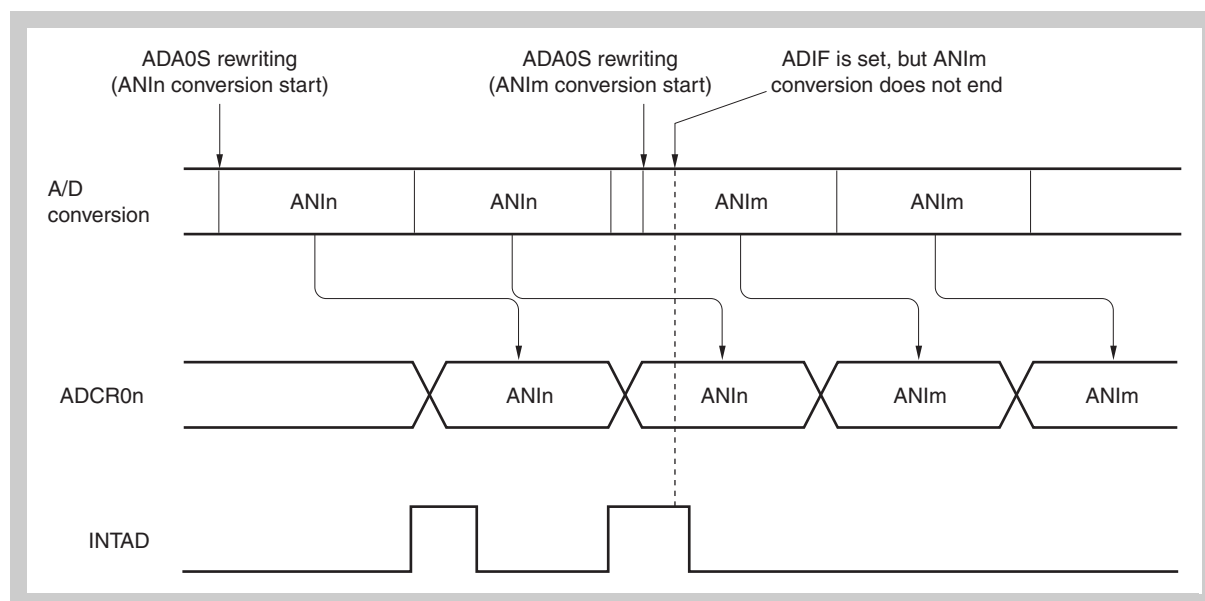 ADA0S rewriting
(ANIn conversion start)
ADA0S rewriting
(ANIm conversion start)
ADIF is set, but ANIm
conversion does not end
A/D
conversion
ANIn
ANIn
ANIm
ANIm
ADCR0n
ANIn
ANIn
ANIm
ANIm
INTAD